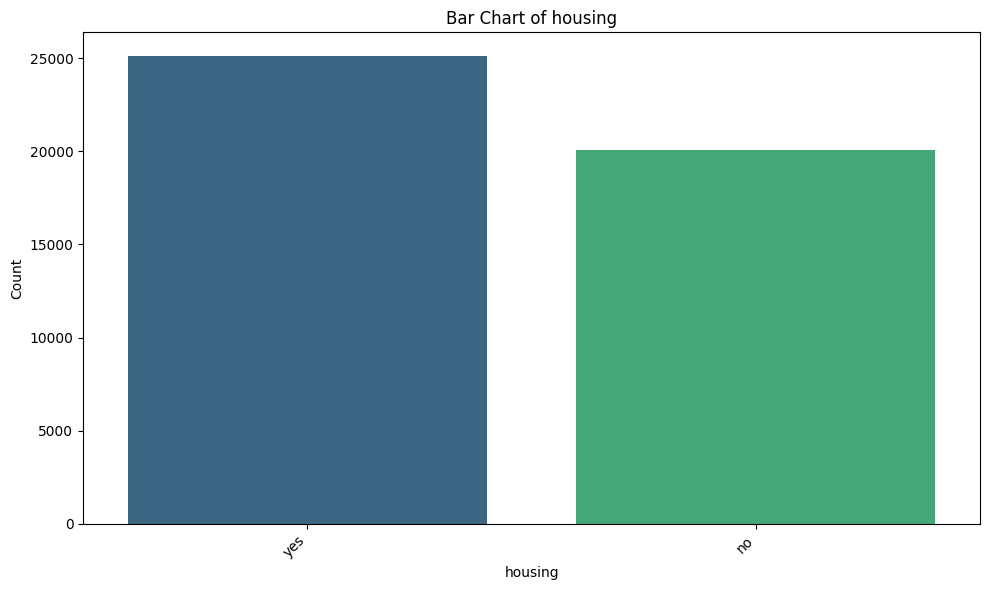 Bar Chart of housing
25000
20000
15000
10000
5000
0
Count
yes
no
housing